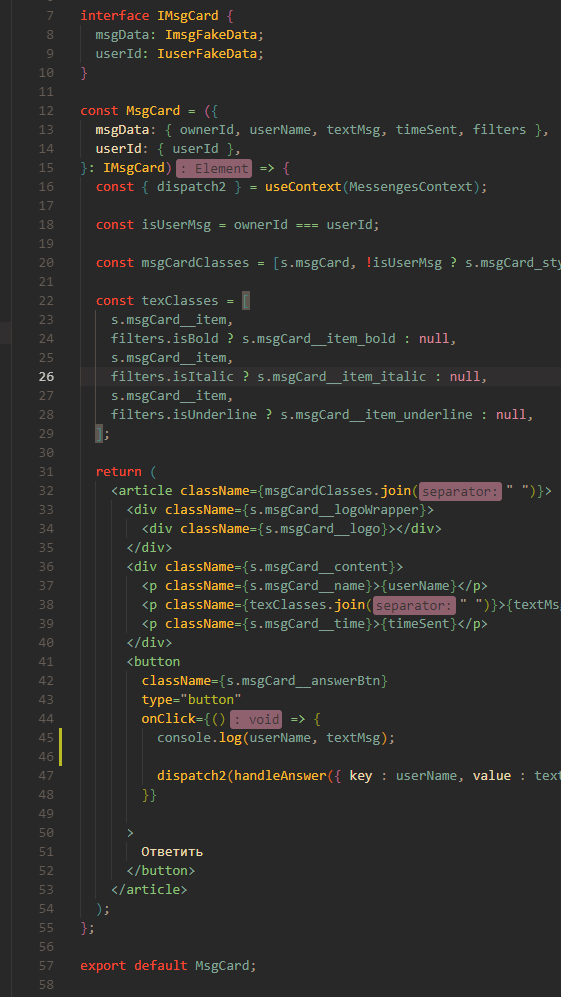 7 interface IMsgCard {
8 msgData: ImsgFakeData;
9 userId: IuserFakeData;
10 }
11
12 const MsgCard = ({
13 msgData: { ownerId, userName, textMsg, timeSent, filters },
14 userId: { userId },
15 }: IMsgCard) : Element => {
16 const { dispatch2 } = useContext(MessengesContext);
17
18 const isUserMsg = ownerId === userId;
19
20 const msgCardClasses = [s.msgCard, !isUserMsg ? s.msgCard_sty
21
22 const texClasses = [
23 s.msgCard__item,
24 filters.isBold ? s.msgCard__item_bold : null,
25 s.msgCard__item,
26 filters.isItalic ? s.msgCard__item_italic : null,
27 s.msgCard__item,
28 filters.isUnderline ? s.msgCard__item_underline : null,
29 ];
30
31 return (
32 <article className={msgCardClasses.join(separator: " ")}>
33 <div className={s.msgCard__logoWrapper}>
34 <div className={s.msgCard__logo}></div>
35 </div>
36 <div className={s.msgCard__content}>
37 <p className={s.msgCard__name}>{userName}</p>
38 <p className={texClasses.join(separator: " ")}>{textMsg
39 <p className={s.msgCard__time}>{timeSent}</p>
40 </div>
41 <button
42 className={s.msgCard__answerBtn}
43 type="button"
44 onClick={() : void => {
45 console.log(userName, textMsg);
46
47 dispatch2(handleAnswer({ key : userName, value : text
48 }}
49
50 >
51 Ответить
52 </button>
53 </article>
54 );
55 };
56
57 export default MsgCard;
58